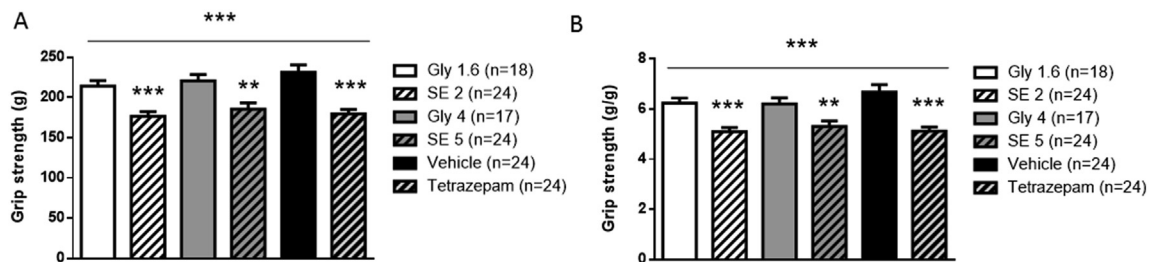 A
***
Grip strength (g)
250
200
150
100
50
0
***
**
***
Gly 1.6 (n=18)
SE 2 (n=24)
Gly 4 (n=17)
SE 5 (n=24)
Vehicle (n=24)
Tetrazepam (n=24)
B
***
Grip strength (g/g)
8
6
4
2
0
***
**
***
Gly 1.6 (n=18)
SE 2 (n=24)
Gly 4 (n=17)
SE 5 (n=24)
Vehicle (n=24)
Tetrazepam (n=24)